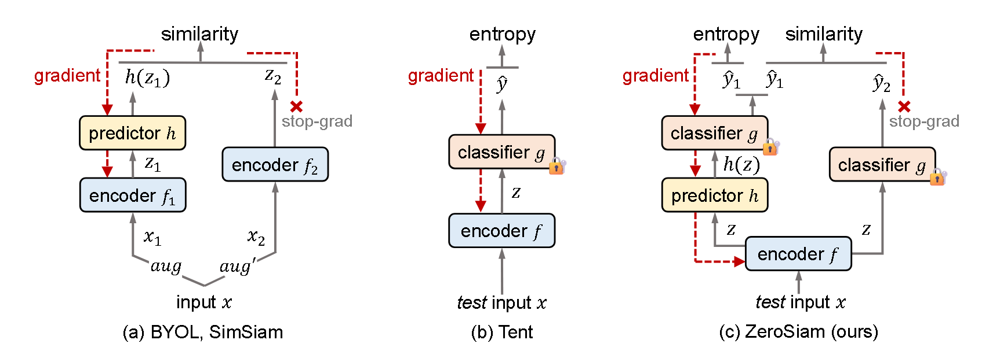 similarity
gradient
h(z₁)
z₂
stop-grad
predictor h
z₁
encoder f₁
encoder f₂
x₁
x₂
aug
aug′
input x
(a) BYOL, SimSiam
entropy
gradient
ŷ
classifier g
z
encoder f
test input x
(b) Tent
entropy
similarity
gradient
ŷ₁
ŷ₁
ŷ₂
stop-grad
classifier g
h(z)
classifier g
predictor h
z
z
encoder f
test input x
(c) ZeroSiam (ours)